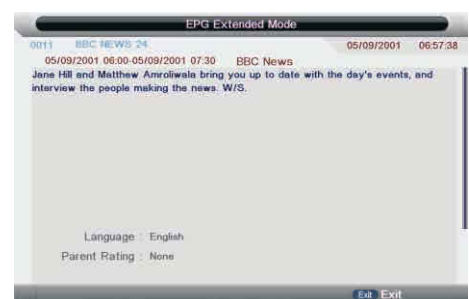 EPG Extended Mode
0011 BBC NEWS 24 05/09/2001 06:57:38
05/09/2001 06:00-05/09/2001 07:30 BBC News
Jane Hill and Matthew Amroliwala bring you up to date with the day's events, and
interview the people making the news. W/S.
Language : English
Parent Rating : None
Exit Exit